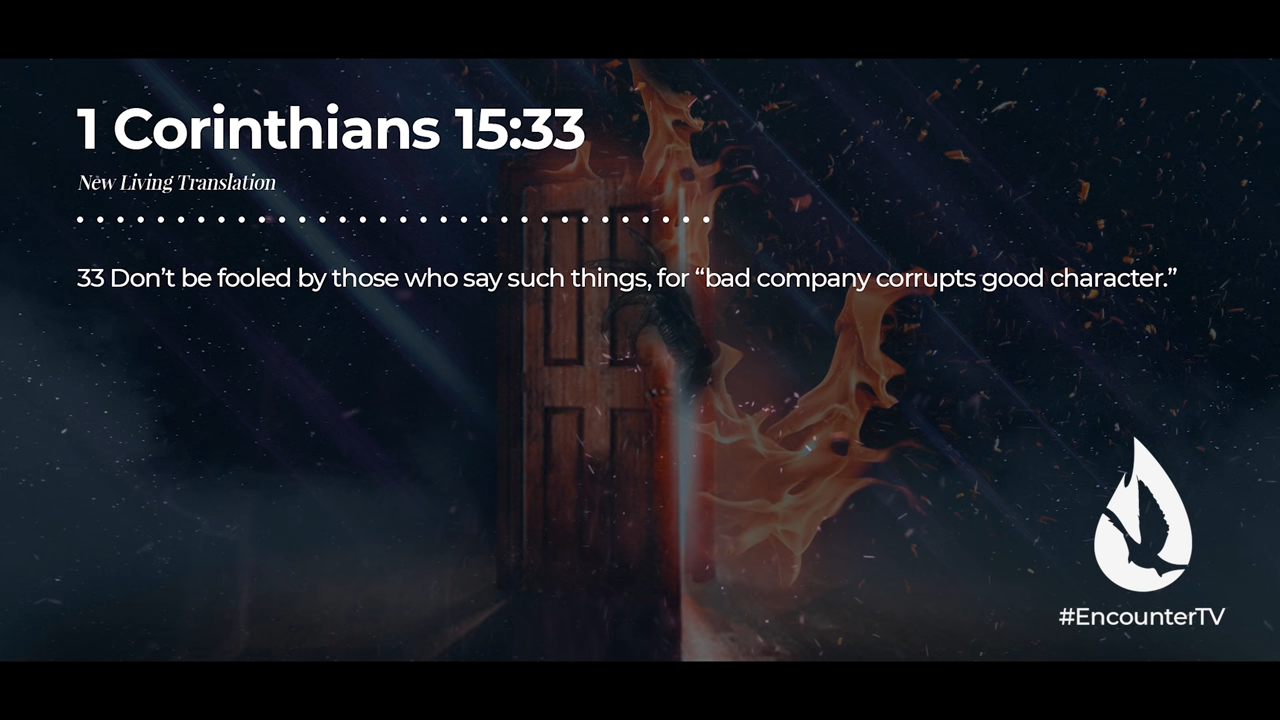 1 Corinthians 15:33
New Living Translation
33 Don’t be fooled by those who say such things, for “bad company corrupts good character.”
#EncounterTV